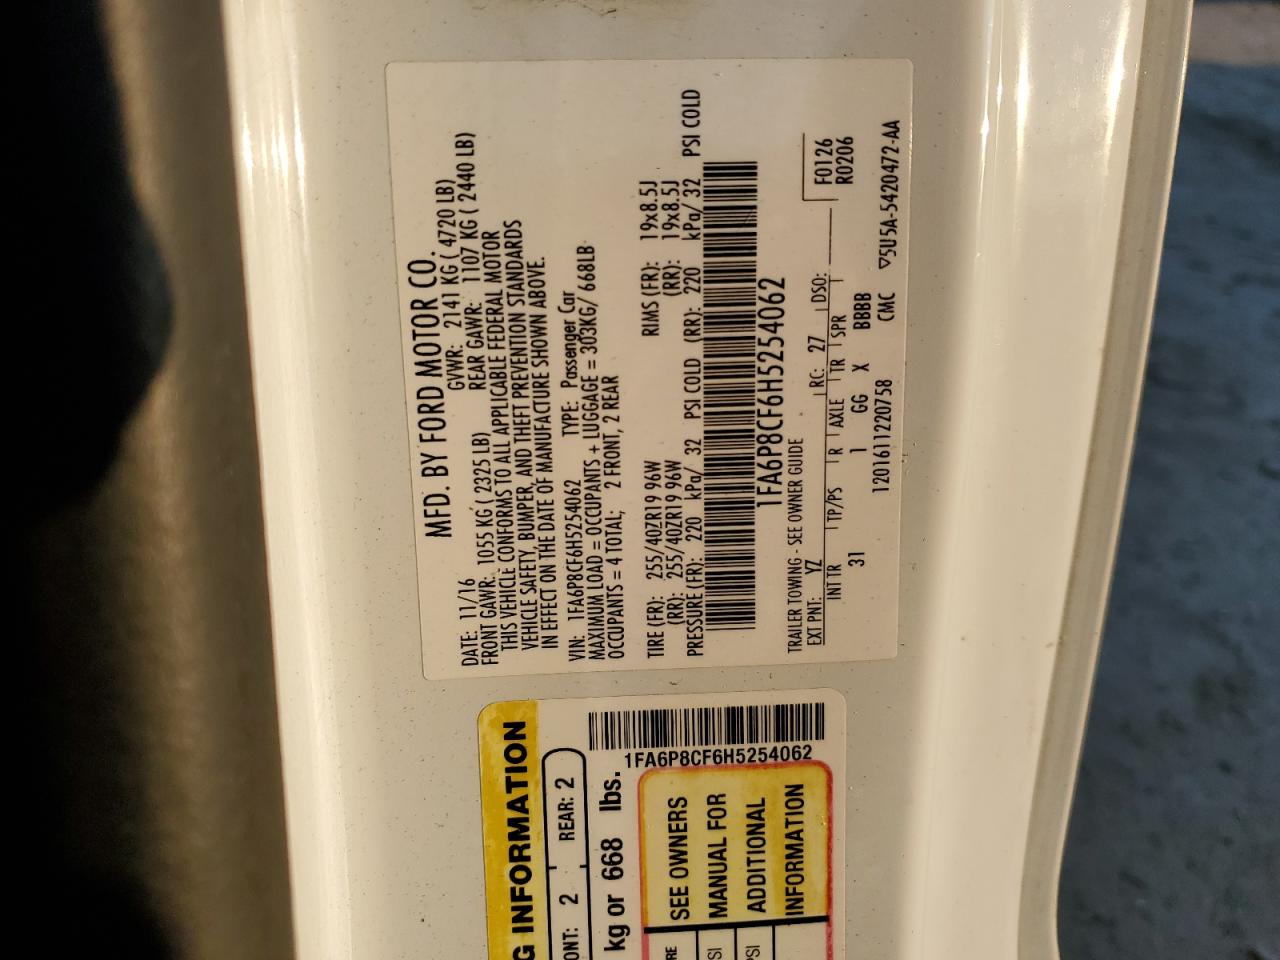 MFD. BY FORD MOTOR CO.
DATE: 11/16 GVWR: 2141 KG ( 4720 LB)
FRONT GAWR: 1055 KG ( 2325 LB) REAR GAWR: 1107 KG ( 2440 LB)
THIS VEHICLE CONFORMS TO ALL APPLICABLE FEDERAL MOTOR
VEHICLE SAFETY, BUMPER, AND THEFT PREVENTION STANDARDS
IN EFFECT ON THE DATE OF MANUFACTURE SHOWN ABOVE.
VIN: 1FA6P8CF6H5254062 TYPE: Passenger Car
MAXIMUM LOAD = OCCUPANTS + LUGGAGE = 303KG/ 668LB
OCCUPANTS = 4 TOTAL; 2 FRONT, 2 REAR
TIRE (FR): 255/40ZR19 96W RIMS (FR): 19x8.5J
(RR): 255/40ZR19 96W (RR): 19x8.5J
PRESSURE (FR): 220 kPa/ 32 PSI COLD (RR): 220 kPa/ 32 PSI COLD
1FA6P8CF6H5254062
TRAILER TOWING - SEE OWNER GUIDE
F0126
EXT PNT: YZ RC: 27 DSO: R0206
INT TR TP/PS R AXLE TR SPR
31 1 GG X BBBB
1201611220758 CMC ▽5U5A-5420472-AA
G INFORMATION
ONT: 2 REAR: 2
kg or 668 lbs.
1FA6P8CF6H5254062
SEE OWNERS
MANUAL FOR
ADDITIONAL
INFORMATION
RE
SI
PSI